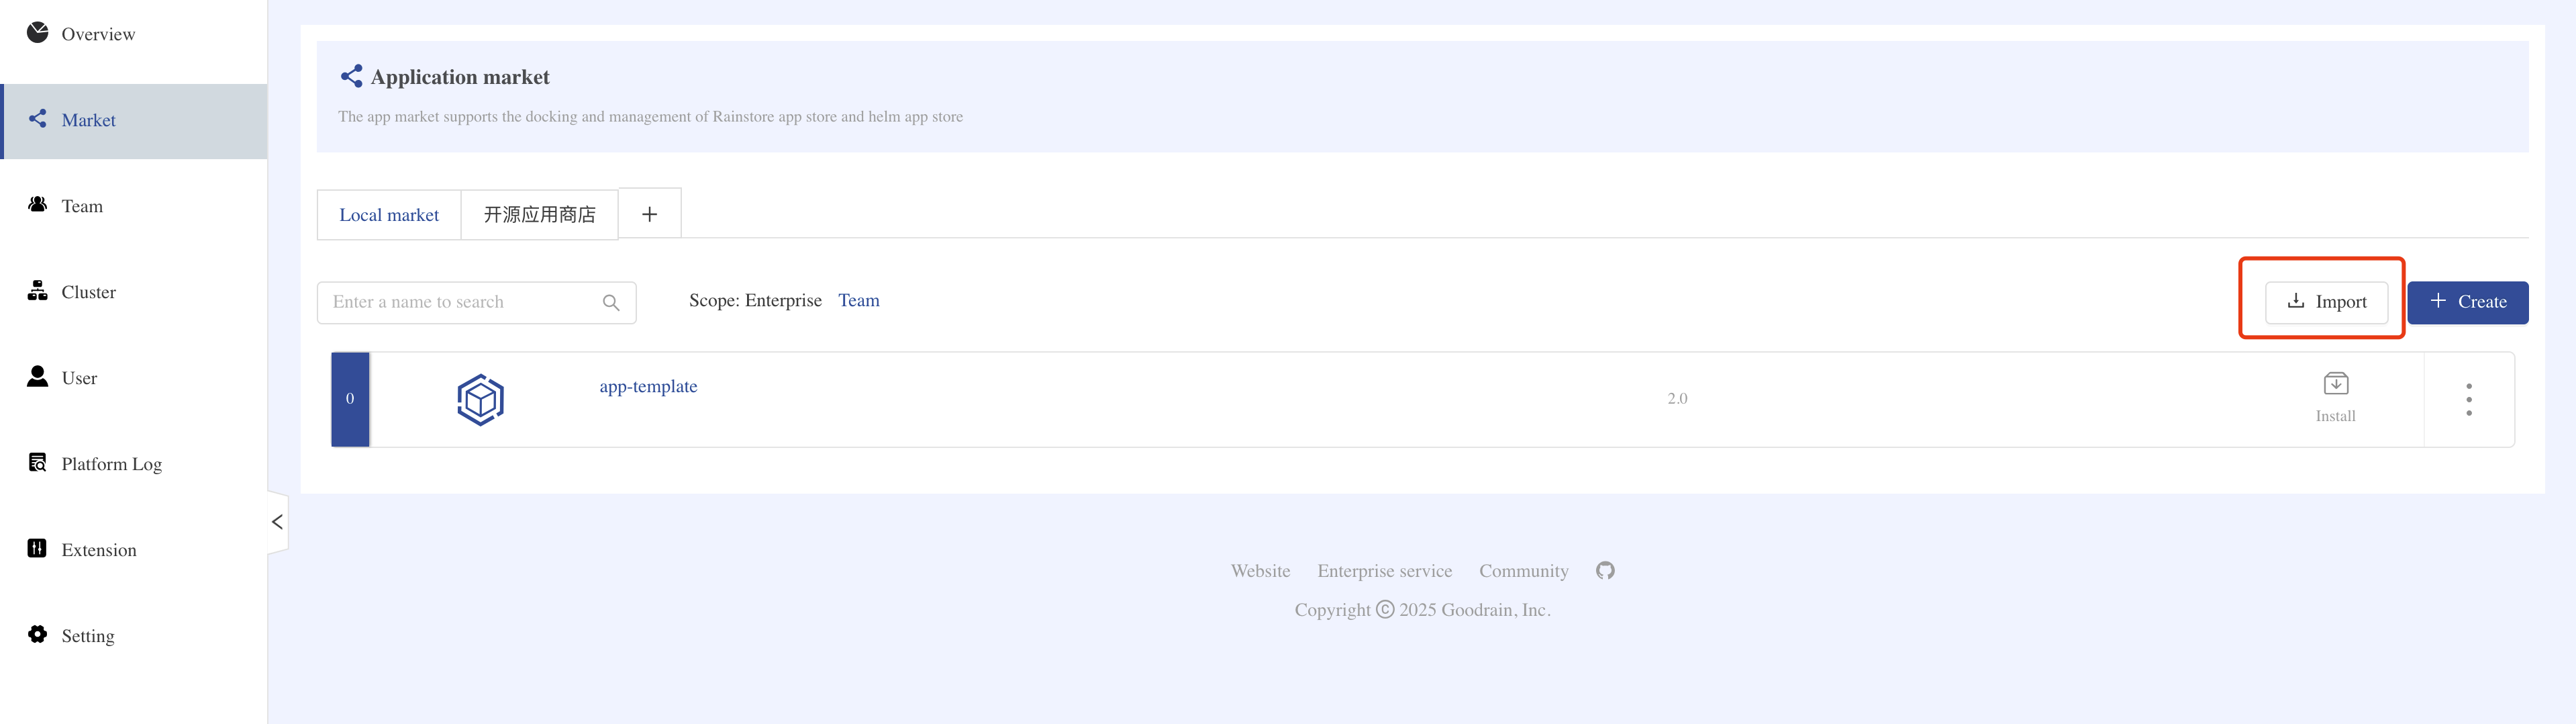 Overview
Market
Team
Cluster
User
Platform Log
Extension
Setting
Application market
The app market supports the docking and management of Rainstore app store and helm app store
Local market 开源应用商店 +
Enter a name to search Scope: Enterprise Team Import + Create
0 app-template 2.0 Install
Website Enterprise service Community
Copyright © 2025 Goodrain, Inc.